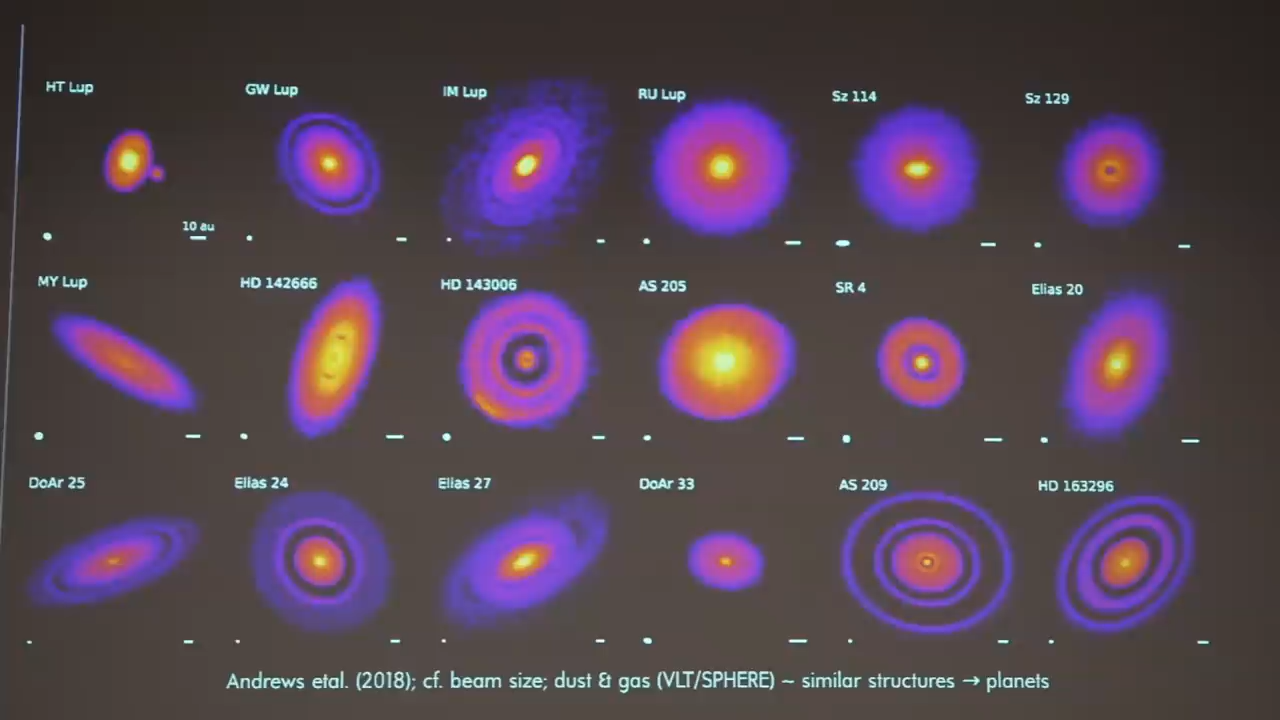 HT Lup
GW Lup
IM Lup
RU Lup
Sz 114
Sz 129
10 au
MY Lup
HD 142666
HD 143006
AS 205
SR 4
Elias 20
DoAr 25
Elias 24
Elias 27
DoAr 33
AS 209
HD 163296
Andrews etal. (2018); cf. beam size; dust & gas (VLT/SPHERE) ~ similar structures → planets